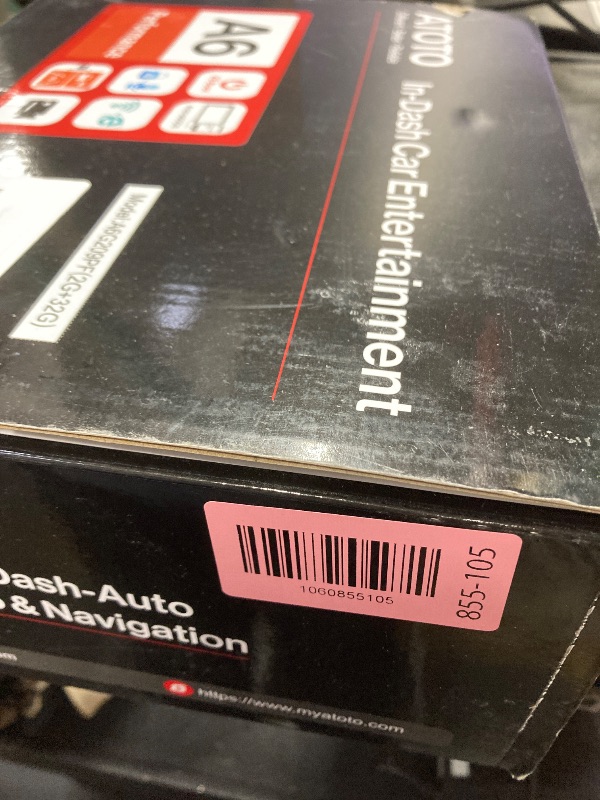 ATOTO
In-Dash Car Entertainment
A6
Performance
Model:A6G209PF(2G+32G)
1060855105
855-105
Dash-Auto
& Navigation
https://www.myatoto.com